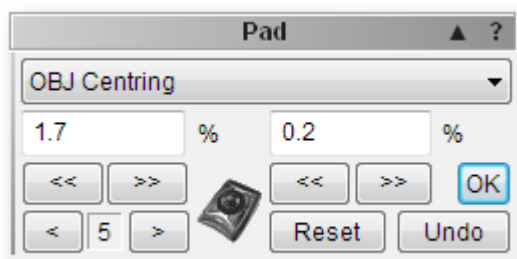 Pad ▲ ?
OBJ Centring
1.7 % 0.2 %
<< >> << >> OK
< 5 > Reset Undo